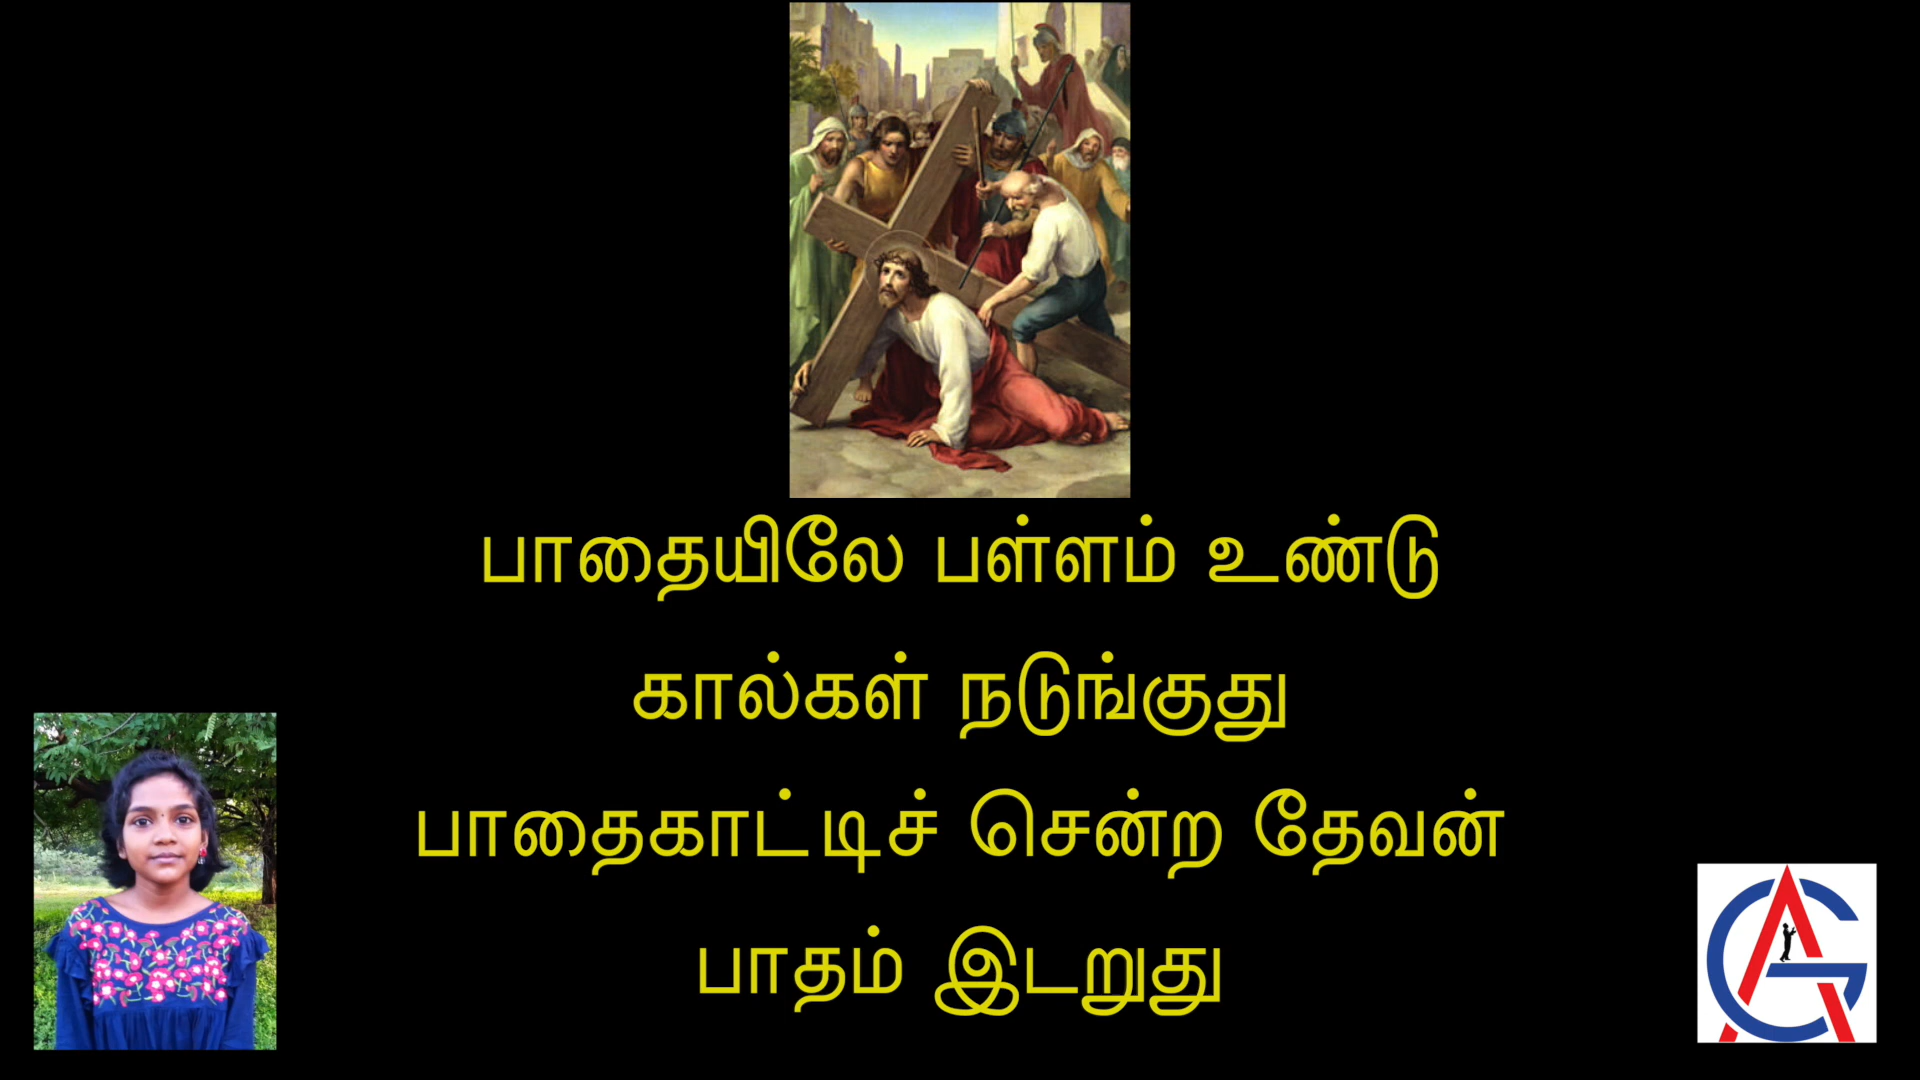 பாதையிலே பள்ளம் உண்டு
கால்கள் நடுங்குது
பாதைகாட்டிச் சென்ற தேவன்
பாதம் இடறுது